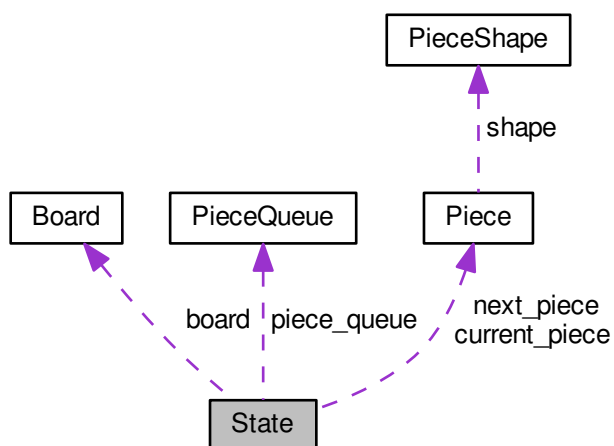 PieceShape
shape
Board
PieceQueue
Piece
board
piece_queue
next_piece
current_piece
State